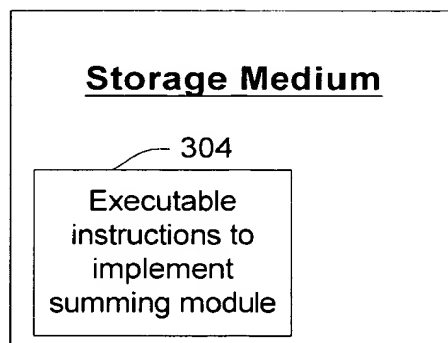 Storage Medium
304
Executable
instructions to
implement
summing module